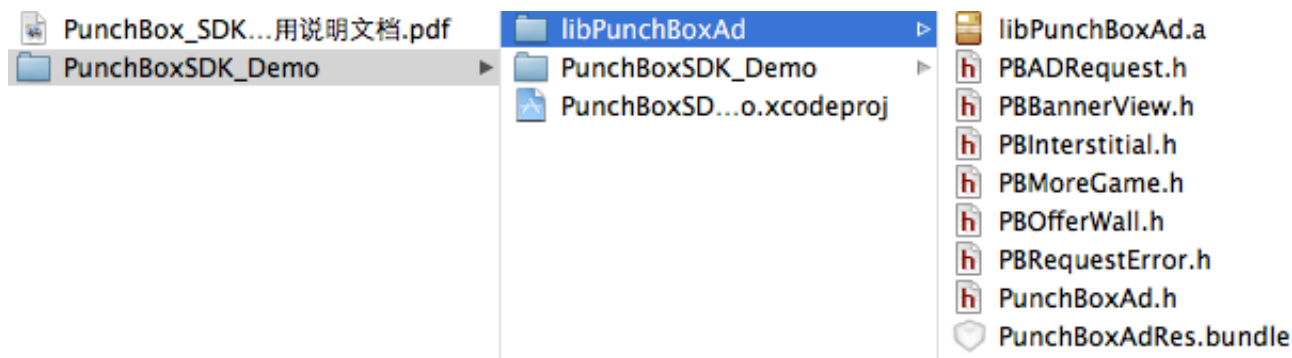 PunchBox_SDK...用说明文档.pdf
PunchBoxSDK_Demo
libPunchBoxAd
PunchBoxSDK_Demo
PunchBoxSD...o.xcodeproj
libPunchBoxAd.a
PBADRequest.h
PBBannerView.h
PBInterstitial.h
PBMoreGame.h
PBOfferWall.h
PBRequestError.h
PunchBoxAd.h
PunchBoxAdRes.bundle